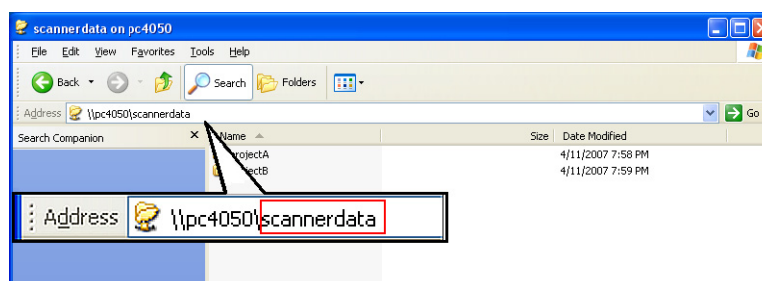 scannerdata on pc4050
File Edit View Favorites Tools Help
Back Search Folders
Address \\pc4050\scannerdata Go
Search Companion × Name Size Date Modified
4/11/2007 7:58 PM
4/11/2007 7:59 PM
Address \\pc4050\scannerdata